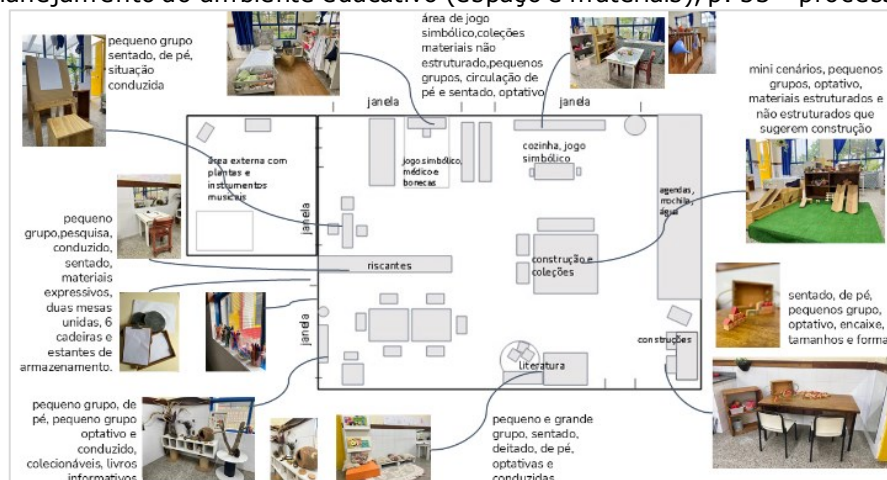 planejamento do ambiente educativo (espaço e materiais), p. 55 - proces
pequeno grupo
sentado, de pé,
situação
conduzida
área de jogo
simbólico,coleções
materiais não
estruturado,pequenos
grupos, circulação de
pé e sentado, optativo
mini cenários, pequenos
grupos, optativo,
materiais estruturados e
não estruturados que
sugerem construção
janela
janela
área externa com
plantas e
instrumentos
musicais
jogo simbólico,
médico e
bonecas
cozinha, jogo
simbólico
agendas,
mochila,
água
janela
pequeno
grupo,pesquisa,
conduzido,
sentado,
materiais
expressivos,
duas mesas
unidas, 6
cadeiras e
estantes de
armazenamento.
riscantes
construção e
coleções
janela
sentado, de pé,
pequenos grupo,
optativo, encaixe,
tamanhos e forma
construções
literatura
pequeno grupo, de
pé, pequeno grupo
optativo e
conduzido,
colecionáveis, livros
informativos
pequeno e grande
grupo, sentado,
deitado, de pé,
optativas e
conduzidas